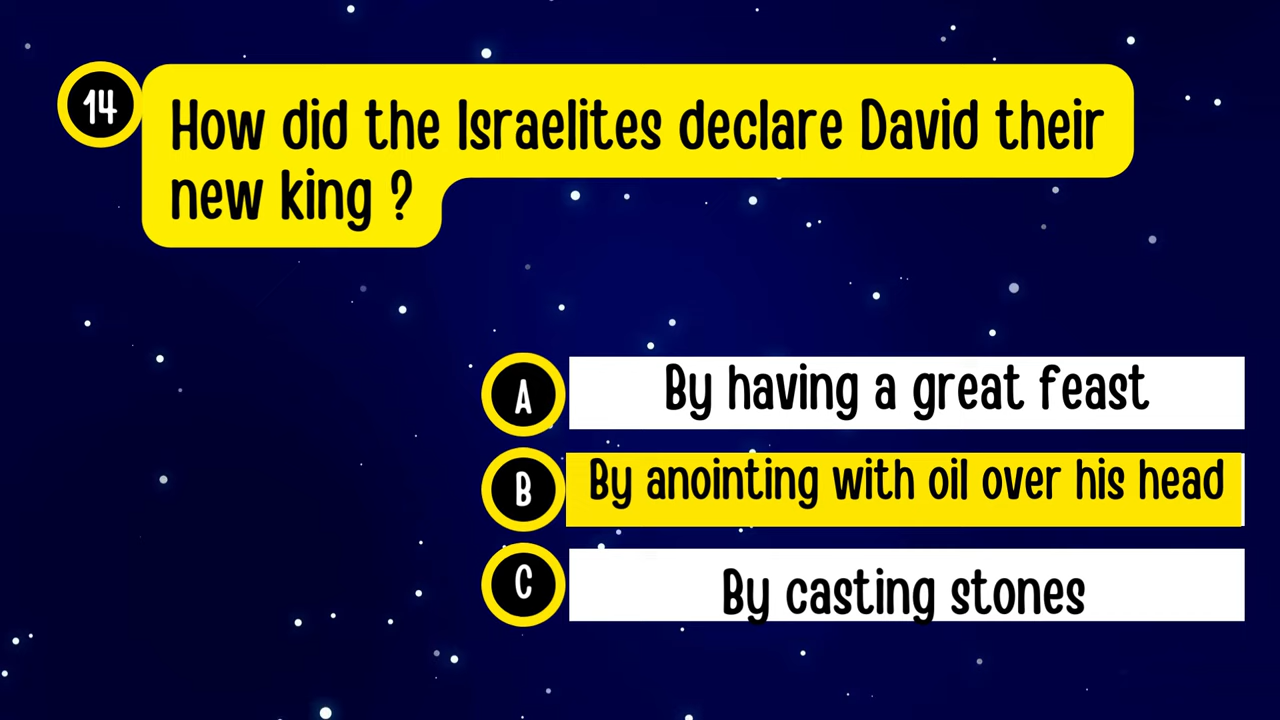 14
How did the Israelites declare David their
new king ?
A
By having a great feast
B
By anointing with oil over his head
C
By casting stones